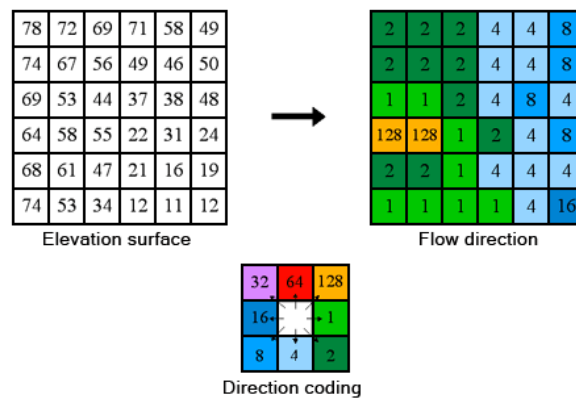 78 72 69 71 58 49 2 2 2 4 4 8
74 67 56 49 46 50 2 2 2 4 4 8
69 53 44 37 38 48 1 1 2 4 8 4
64 58 55 22 31 24 128 128 1 2 4 8
68 61 47 21 16 19 2 2 1 4 4 4
74 53 34 12 11 12 1 1 1 1 4 16
Elevation surface Flow direction
32 64 128
16 1
8 4 2
Direction coding